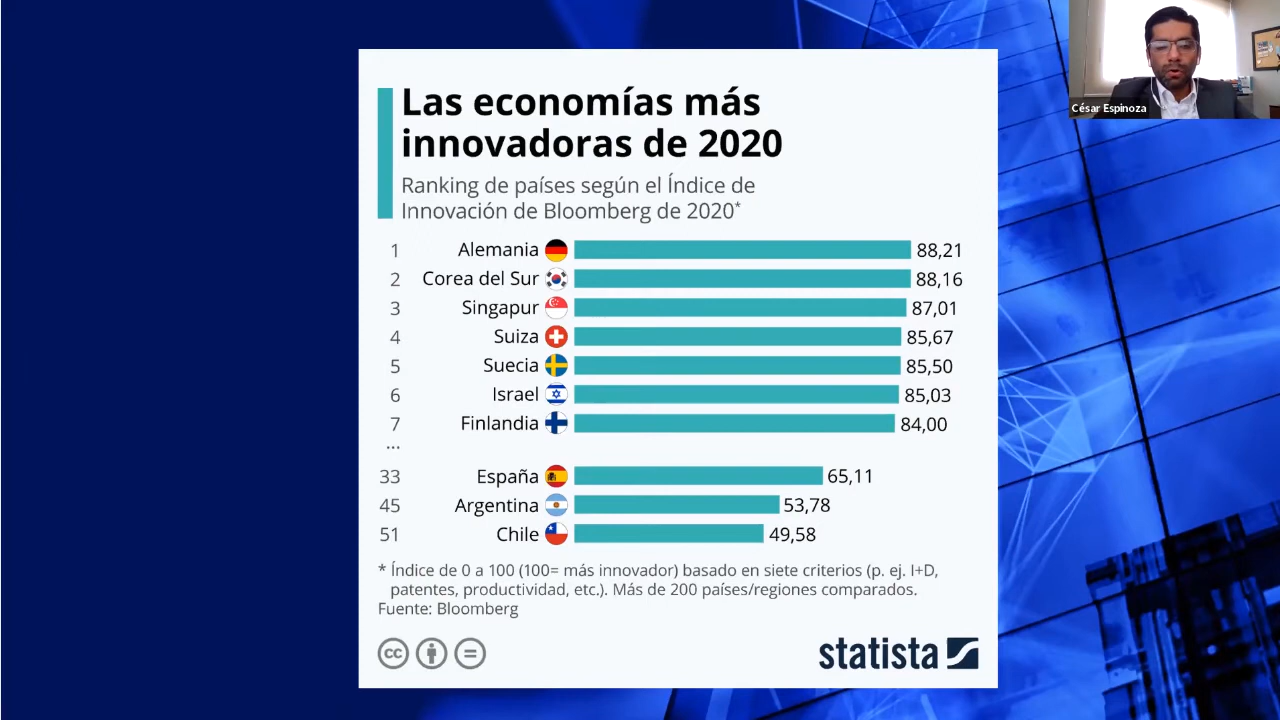 Las economías más
innovadoras de 2020
Ranking de países según el Índice de
Innovación de Bloomberg de 2020*
1 Alemania 88,21
2 Corea del Sur 88,16
3 Singapur 87,01
4 Suiza 85,67
5 Suecia 85,50
6 Israel 85,03
7 Finlandia 84,00
...
33 España 65,11
45 Argentina 53,78
51 Chile 49,58
* Índice de 0 a 100 (100= más innovador) basado en siete criterios (p. ej. I+D,
patentes, productividad, etc.). Más de 200 países/regiones comparados.
Fuente: Bloomberg
cc
statista
César Espinoza